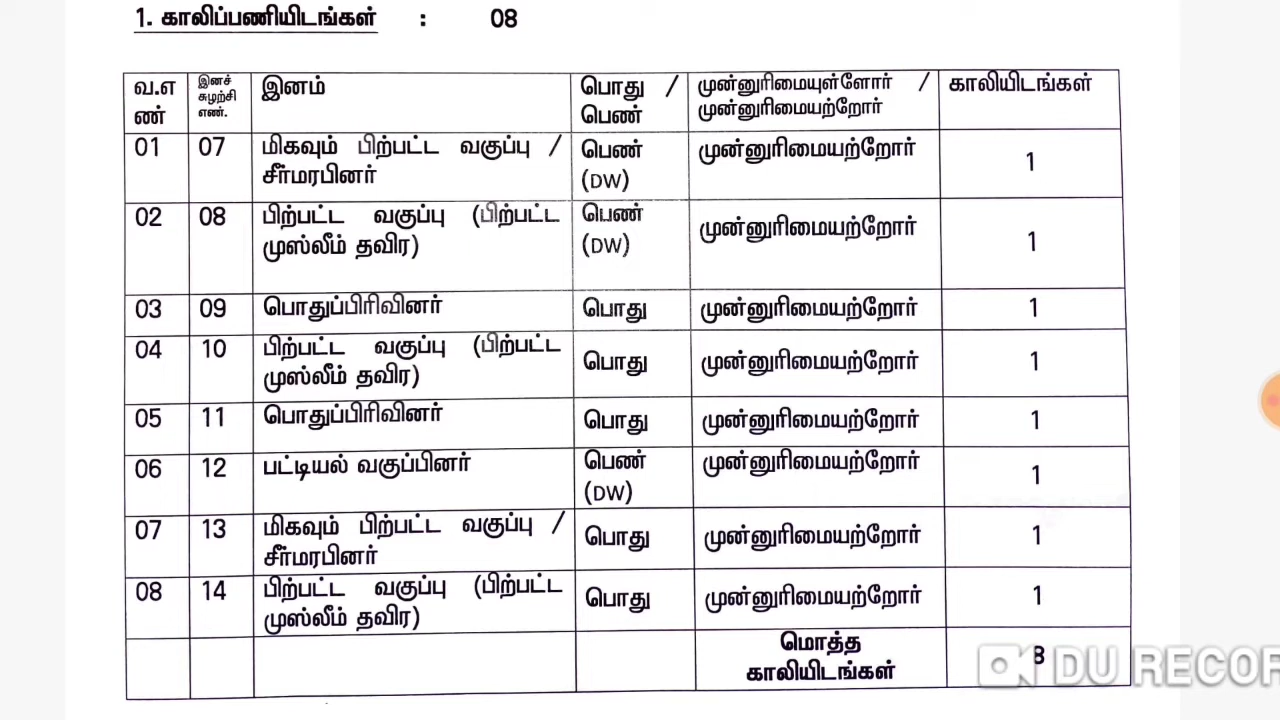 1. காலிப்பணியிடங்கள் : 08
வ.எ இனச் இனம் பொது / முன்னுரிமையுள்ளோர் / காலியிடங்கள்
ண் சுழற்சி பெண் முன்னுரிமையற்றோர்
எண்.
01 07 மிகவும் பிற்பட்ட வகுப்பு / பெண் முன்னுரிமையற்றோர் 1
சீர்மரபினர் (DW)
02 08 பிற்பட்ட வகுப்பு (பிற்பட்ட பெண் முன்னுரிமையற்றோர் 1
முஸ்லீம் தவிர) (DW)
03 09 பொதுப்பிரிவினர் பொது முன்னுரிமையற்றோர் 1
04 10 பிற்பட்ட வகுப்பு (பிற்பட்ட பொது முன்னுரிமையற்றோர் 1
முஸ்லீம் தவிர)
05 11 பொதுப்பிரிவினர் பொது முன்னுரிமையற்றோர் 1
06 12 பட்டியல் வகுப்பினர் பெண் முன்னுரிமையற்றோர் 1
(DW)
07 13 மிகவும் பிற்பட்ட வகுப்பு / பொது முன்னுரிமையற்றோர் 1
சீர்மரபினர்
08 14 பிற்பட்ட வகுப்பு (பிற்பட்ட பொது முன்னுரிமையற்றோர் 1
முஸ்லீம் தவிர)
மொத்த 8
காலியிடங்கள்
DU RECOR